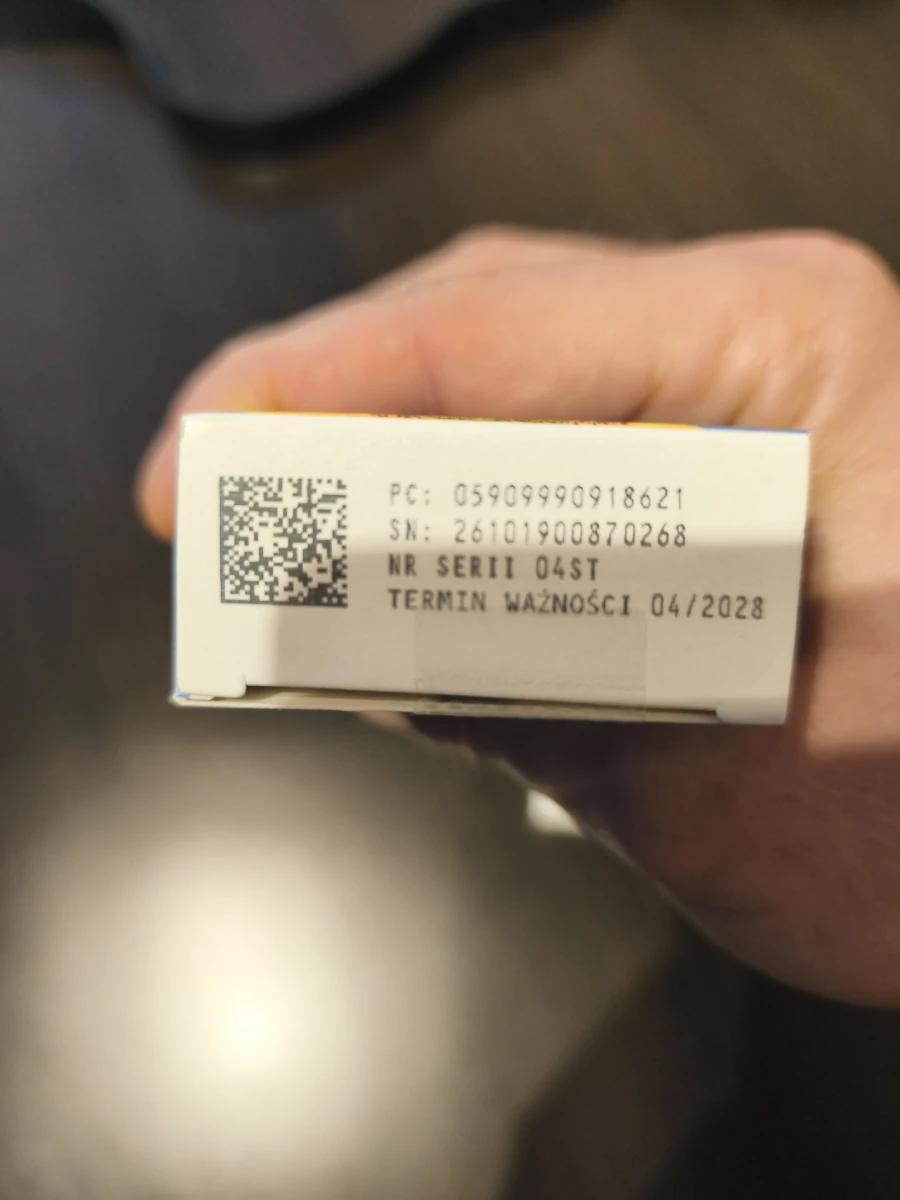 PC: 05909990918621
SN: 26101900870268
NR SERII 04ST
TERMIN WAŻNOŚCI 04/2028